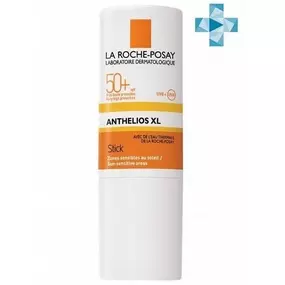 LA ROCHE-POSAY
LABORATOIRE DERMATOLOGIQUE
50+
ANTHELIOS XL
AVEC DE L'EAU THERMALE
DE LA ROCHE-POSAY
Stick
Zones sensibles au soleil /
Sun sensitive areas